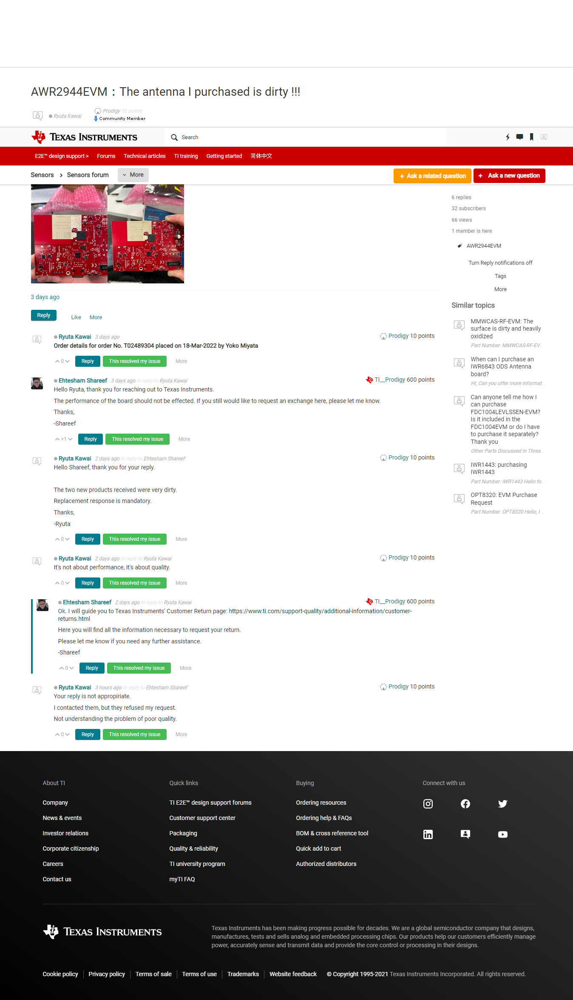 AWR2944EVM：The antenna I purchased is dirty !!!
Ryuta Kawai
Prodigy 10 points
Community Member
TEXAS INSTRUMENTS
Search
E2E™ design support >
Forums
Technical articles
TI training
Getting started
简体中文
Sensors
Sensors forum
More
+ Ask a related question
+ Ask a new question
6 replies
32 subscribers
66 views
1 member is here
AWR2944EVM
Turn Reply notifications off
Tags
More
3 days ago
Reply
Like
More
Ryuta Kawai 3 days ago
Prodigy 10 points
Order details for order No. T02489304 placed on 18-Mar-2022 by Yoko Miyata
0
Reply
This resolved my issue
More
Ehtesham Shareef 3 days ago in reply to Ryuta Kawai
TI__Prodigy 600 points
Hello Ryuta, thank you for reaching out to Texas Instruments.
The performance of the board should not be effected. If you still would like to request an exchange here, please let me know.
Thanks,
-Shareef
+1
Reply
This resolved my issue
More
Ryuta Kawai 2 days ago in reply to Ehtesham Shareef
Prodigy 10 points
Hello Shareef, thank you for your reply.
The two new products received were very dirty.
Replacement response is mandatory.
Thanks,
-Ryuta
0
Reply
This resolved my issue
More
Ryuta Kawai 2 days ago in reply to Ryuta Kawai
Prodigy 10 points
It's not about performance, it's about quality.
0
Reply
This resolved my issue
More
Ehtesham Shareef 2 days ago in reply to Ryuta Kawai
TI__Prodigy 600 points
Ok. I will guide you to Texas Instruments' Customer Return page: https://www.ti.com/support-quality/additional-information/customer-
returns.html
Here you will find all the information necessary to request your return.
Please let me know if you need any further assistance.
-Shareef
0
Reply
This resolved my issue
More
Ryuta Kawai 3 hours ago in reply to Ehtesham Shareef
Prodigy 10 points
Your reply is not appropiriate.
I contacted them, but they refused my request.
Not understanding the problem of poor quality.
0
Reply
This resolved my issue
More
Similar topics
MMWCAS-RF-EVM: The
surface is dirty and heavily
oxidized
Part Number: MMWCAS-RF-EV...
When can I purchase an
IWR6843 ODS Antenna
board?
HI, Can you offer more informat...
Can anyone tell me how I
can purchase
FDC1004LEVLSSEN-EVM?
Is it included in the
FDC1004EVM or do I have
to purchase it separately?
Thank you
Other Parts Discussed in Threa...
IWR1443: purchasing
IWR1443
Part Number: IWR1443 Hello fo...
OPT8320: EVM Purchase
Request
Part Number: OPT8320 Hello, I ...
About TI
Company
News & events
Investor relations
Corporate citizenship
Careers
Contact us
Quick links
TI E2E™ design support forums
Customer support center
Packaging
Quality & reliability
TI university program
myTI FAQ
Buying
Ordering resources
Ordering help & FAQs
BOM & cross reference tool
Quick add to cart
Authorized distributors
Connect with us
TEXAS INSTRUMENTS
Texas Instruments has been making progress possible for decades. We are a global semiconductor company that designs,
manufactures, tests and sells analog and embedded processing chips. Our products help our customers efficiently manage
power, accurately sense and transmit data and provide the core control or processing in their designs.
Cookie policy | Privacy policy | Terms of sale | Terms of use | Trademarks | Website feedback
© Copyright 1995-2021 Texas Instruments Incorporated. All rights reserved.